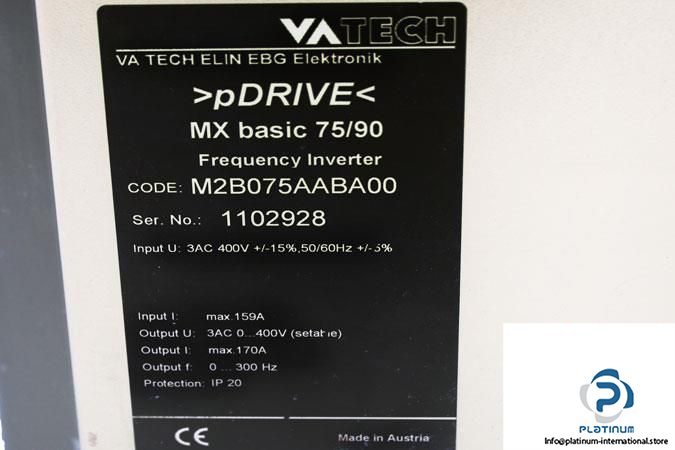 VA TECH
VA TECH ELIN EBG Elektronik
>pDRIVE<
MX basic 75/90
Frequency Inverter
CODE: M2B075AABA00
Ser. No.: 1102928
Input U: 3AC 400V +/-15%,50/60Hz +/-5%
Input I: max.159A
Output U: 3AC 0...400V (setable)
Output I: max.170A
Output f: 0 ... 300 Hz
Protection: IP 20
CE
Made in Austria
P
PLATINUM
Info@platinum-international.store